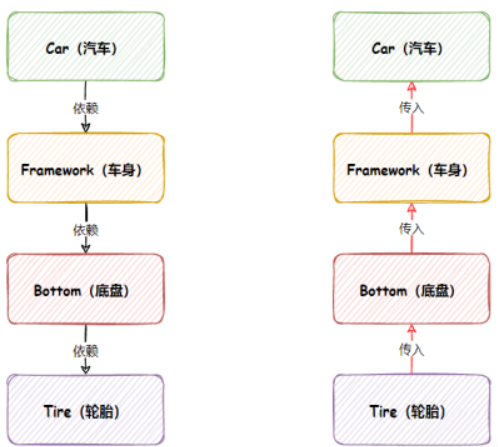 Car（汽车）
依赖
Framework（车身）
依赖
Bottom（底盘）
依赖
Tire（轮胎）
Car（汽车）
传入
Framework（车身）
传入
Bottom（底盘）
传入
Tire（轮胎）